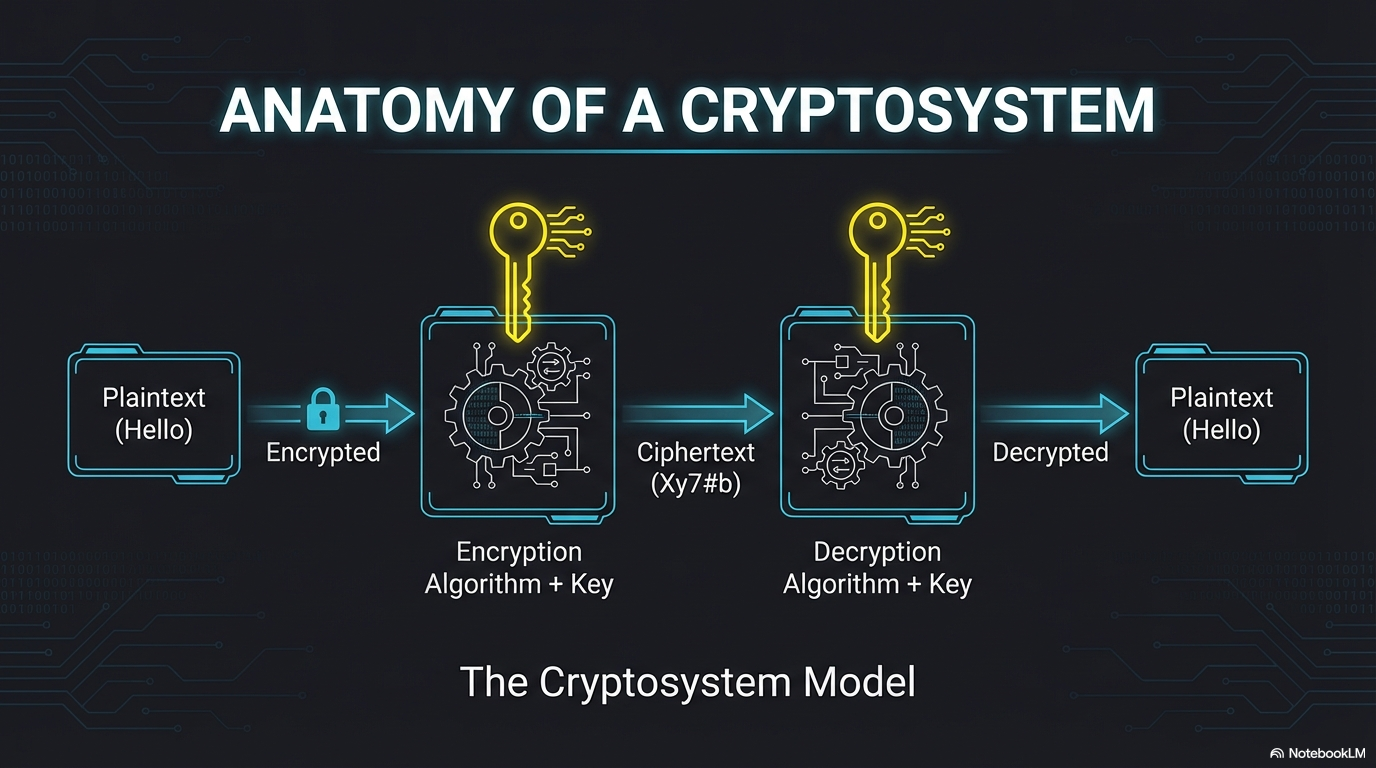 ANATOMY OF A CRYPTOSYSTEM
Plaintext
(Hello)
Encrypted
Encryption
Algorithm + Key
Ciphertext
(Xy7#b)
Decryption
Algorithm + Key
Decrypted
Plaintext
(Hello)
The Cryptosystem Model
NotebookLM